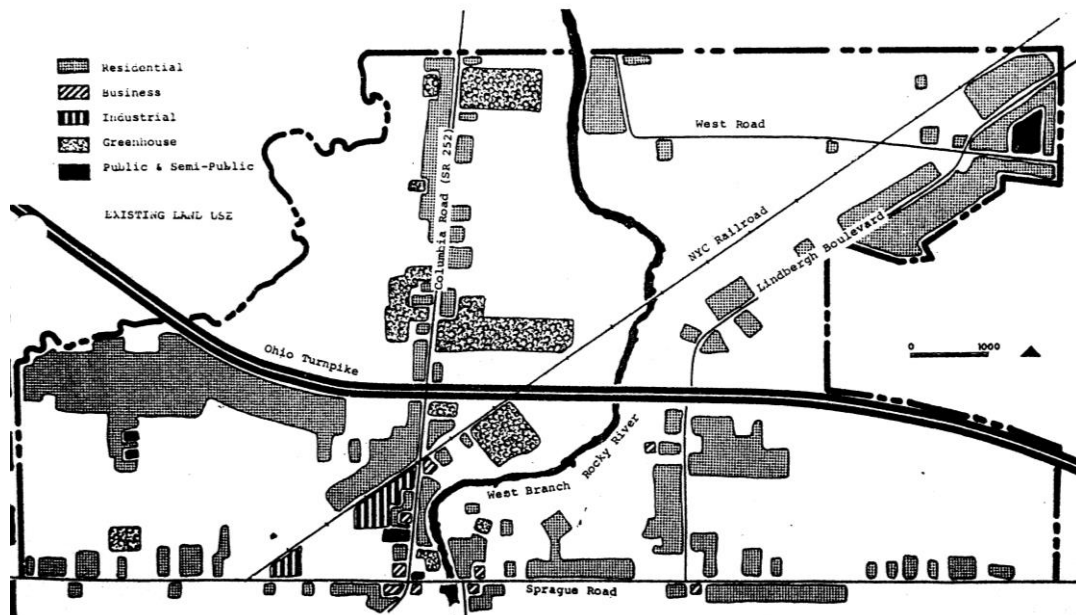 Residential
Business
Industrial
Greenhouse
Public & Semi-Public
EXISTING LAND USE
Columbia Road (SR 252)
West Road
NYC Railroad
Lindbergh Boulevard
0 1000
Ohio Turnpike
West Branch Rocky River
Sprague Road